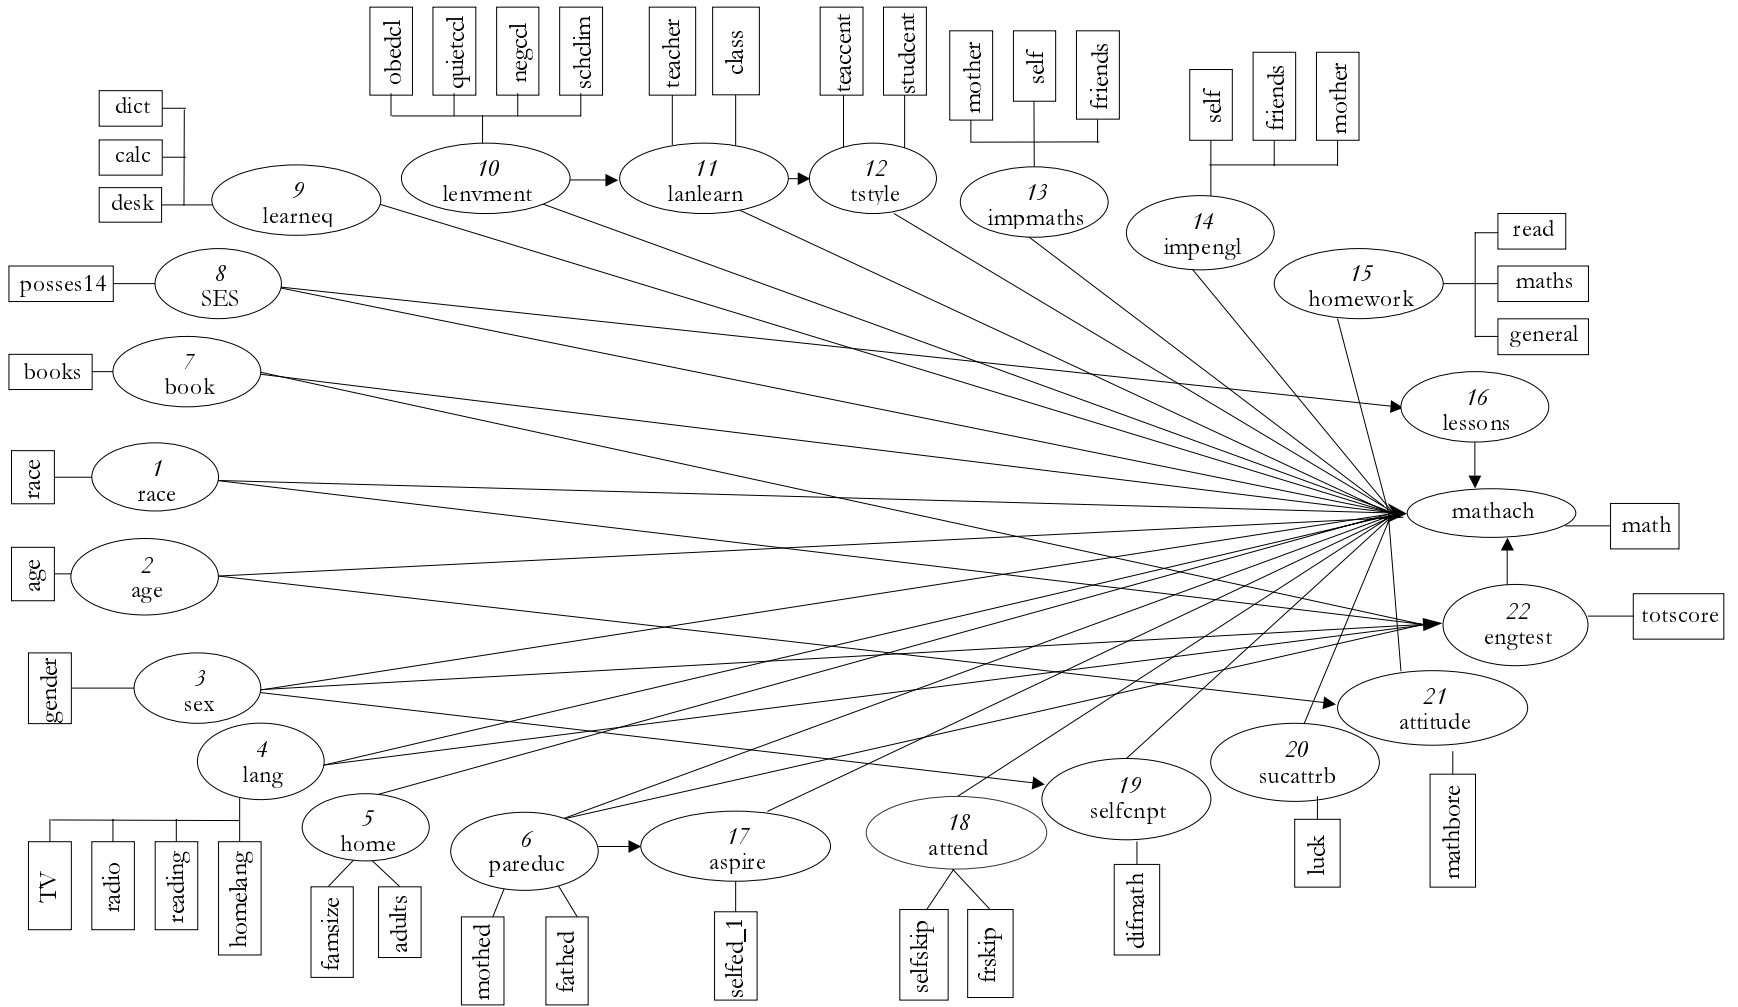 obedcl
quietccl
negccl
schclim
teacher
class
teaccent
studcent
mother
self
friends
self
friends
mother
dict
calc
desk
9
learneq
10
lenvment
11
lanlearn
12
tstyle
13
impmaths
14
impengl
15
homework
read
maths
general
posses14
8
SES
books
7
book
16
lessons
race
1
race
mathach
math
age
2
age
22
engtest
totscore
gender
3
sex
21
attitude
4
lang
20
sucattrb
19
selfcnpt
5
home
6
pareduc
17
aspire
18
attend
TV
radio
reading
homelang
famsize
adults
mothed
fathed
selfed_1
selfskip
frskip
difmath
luck
mathbore